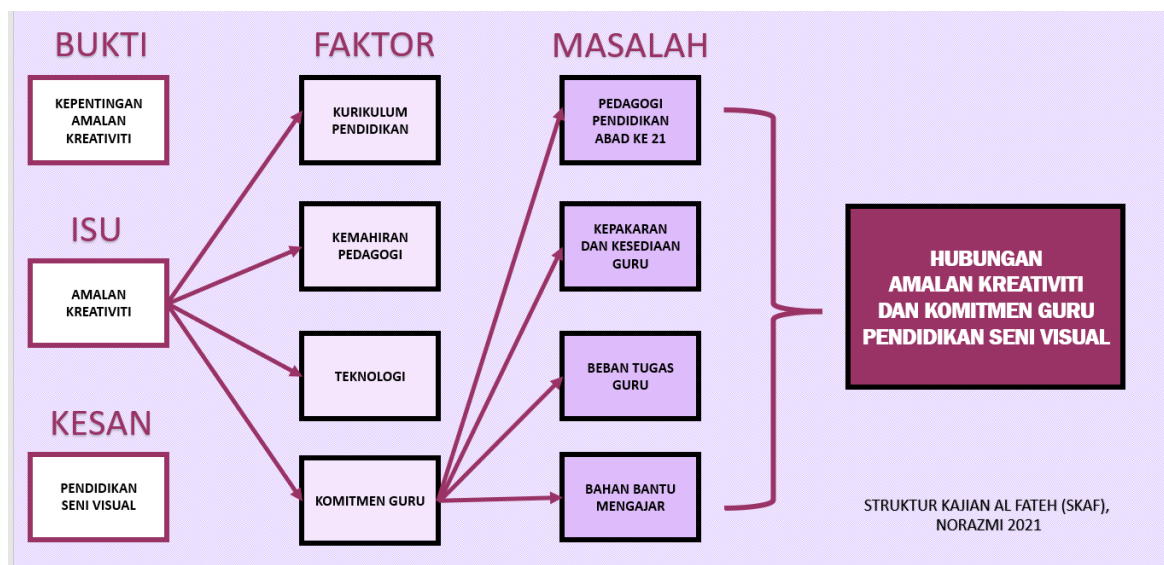 BUKTI
KEPENTINGAN
AMALAN
KREATIVITI
ISU
AMALAN
KREATIVITI
KESAN
PENDIDIKAN
SENI VISUAL
FAKTOR
KURIKULUM
PENDIDIKAN
KEMAHIRAN
PEDAGOGI
TEKNOLOGI
KOMITMEN GURU
MASALAH
PEDAGOGI
PENDIDIKAN
ABAD KE 21
KEPAKARAN
DAN KESEDIAAN
GURU
BEBAN TUGAS
GURU
BAHAN BANTU
MENGAJAR
HUBUNGAN
AMALAN KREATIVITI
DAN KOMITMEN GURU
PENDIDIKAN SENI VISUAL
STRUKTUR KAJIAN AL FATEH (SKAF),
NORAZMI 2021